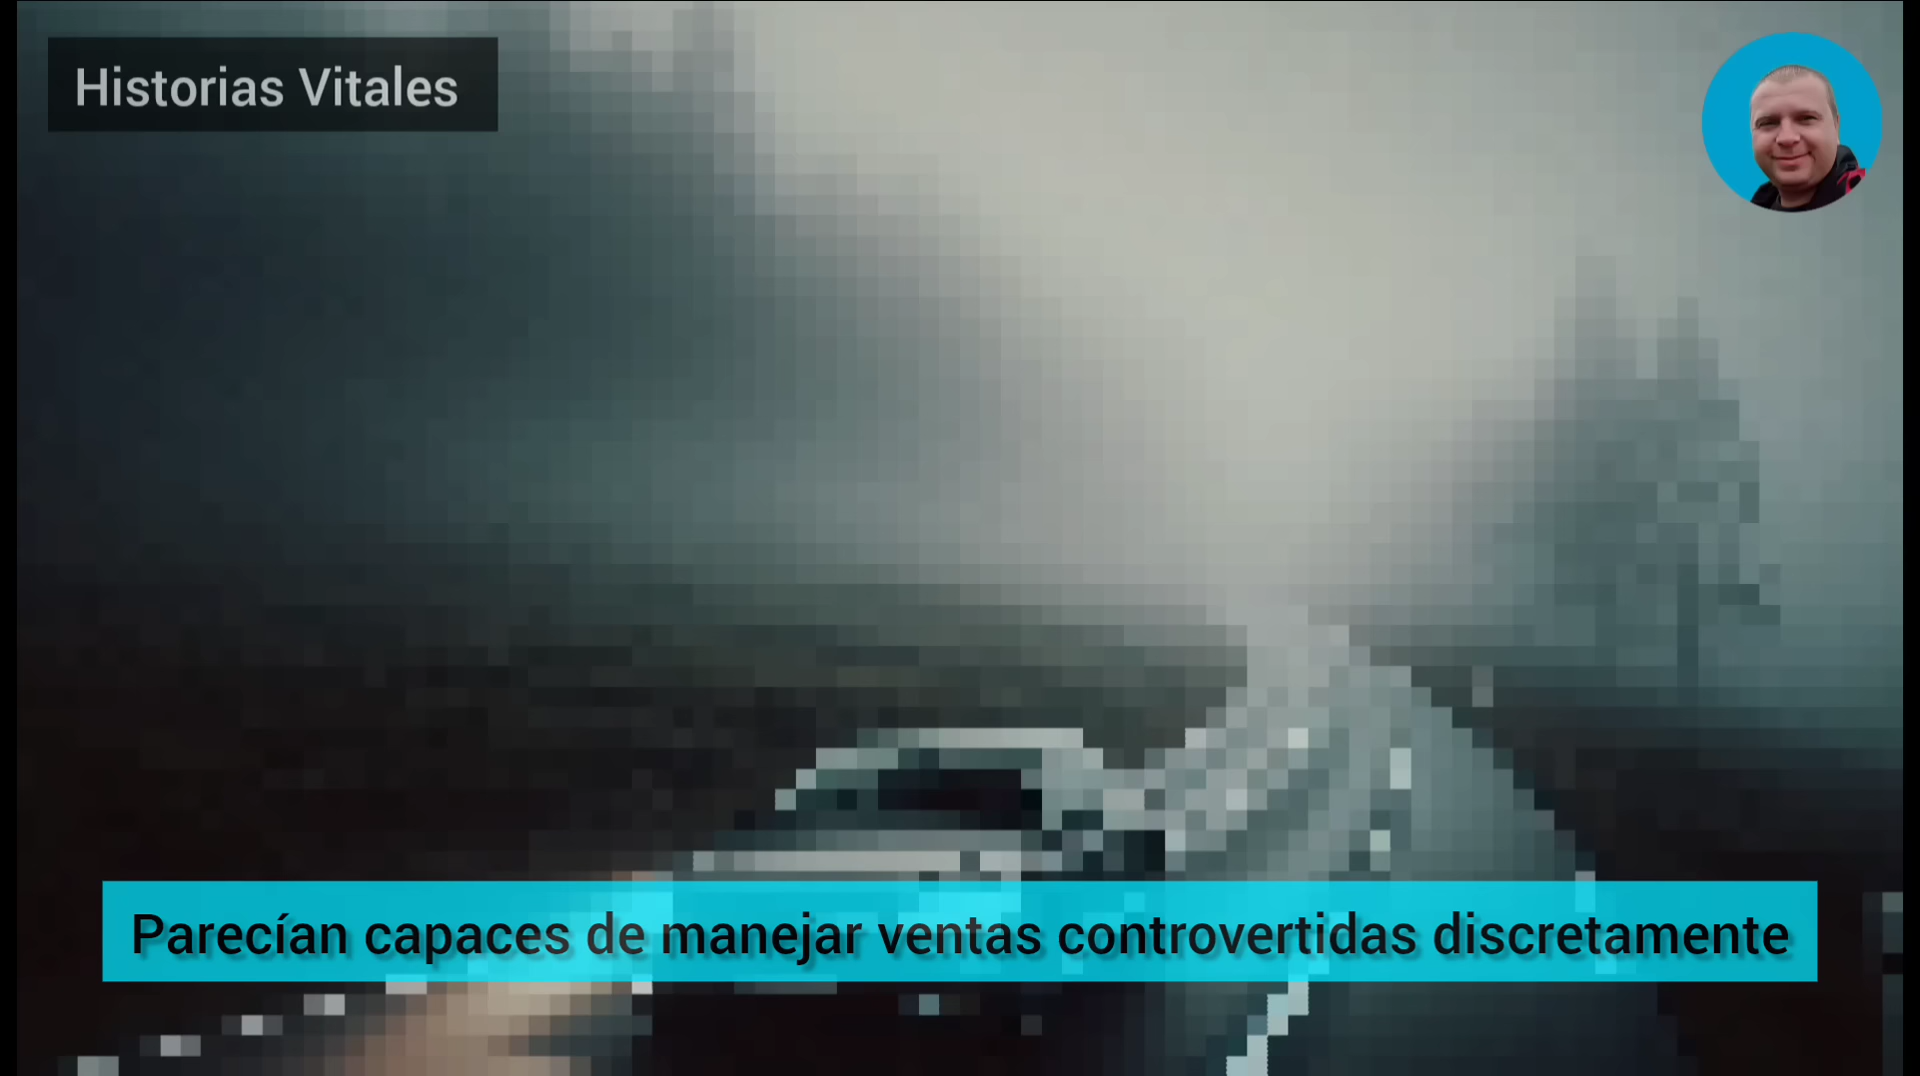 Historias Vitales
Parecían capaces de manejar ventas controvertidas discretamente